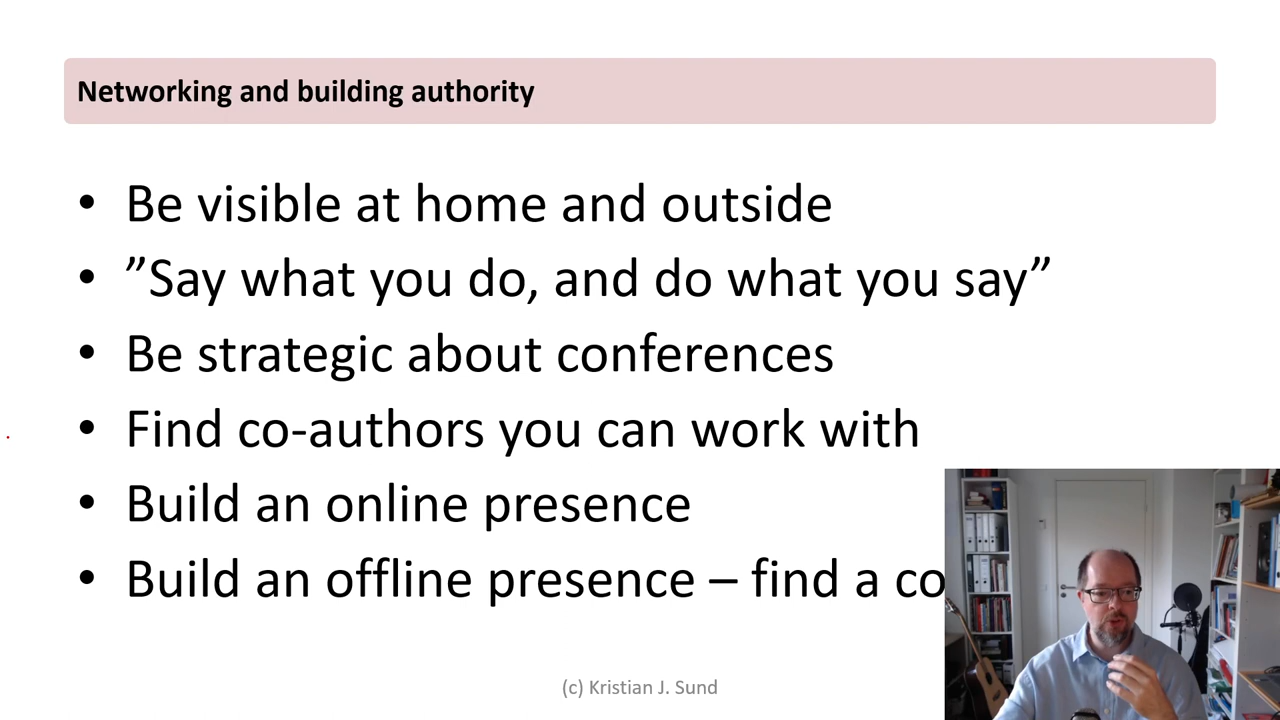 Networking and building authority
• Be visible at home and outside
• ”Say what you do, and do what you say”
• Be strategic about conferences
• Find co-authors you can work with
• Build an online presence
• Build an offline presence – find a
(c) Kristian J. Sund